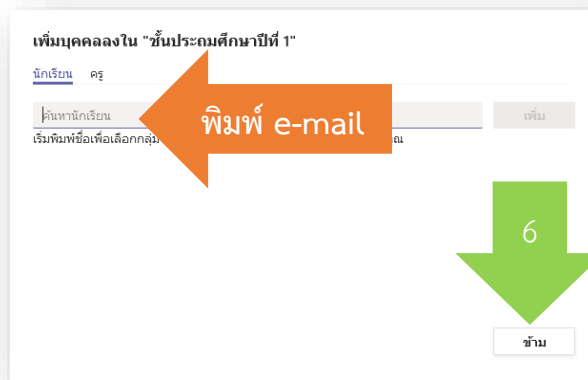 เพิ่มบุคคลลงใน "ชั้นประถมศึกษาปีที่ 1"
นักเรียน ครู
ค้นหานักเรียน พิมพ์ e-mail เพิ่ม
เริ่มพิมพ์ชื่อเพื่อเลือกกลุ่ม
6
ข้าม